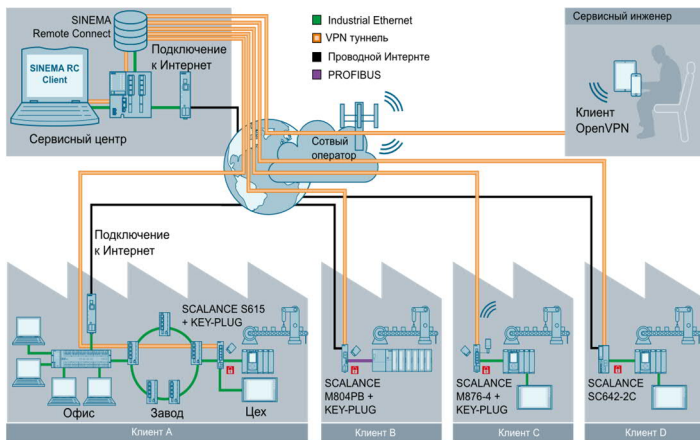 SINEMA
Remote Connect
Подключение
к Интернет
SINEMA RC
Client
Сервисный центр
Industrial Ethernet
VPN туннель
Проводной Интернте
PROFIBUS
Сотвый
оператор
Сервисный инженер
Клиент
OpenVPN
Подключение
к Интернет
SCALANCE S615
+ KEY-PLUG
Офис
Завод
Цех
Клиент A
SCALANCE
M804PB +
KEY-PLUG
Клиент B
SCALANCE
M876-4 +
KEY-PLUG
Клиент C
SCALANCE
SC642-2C
Клиент D